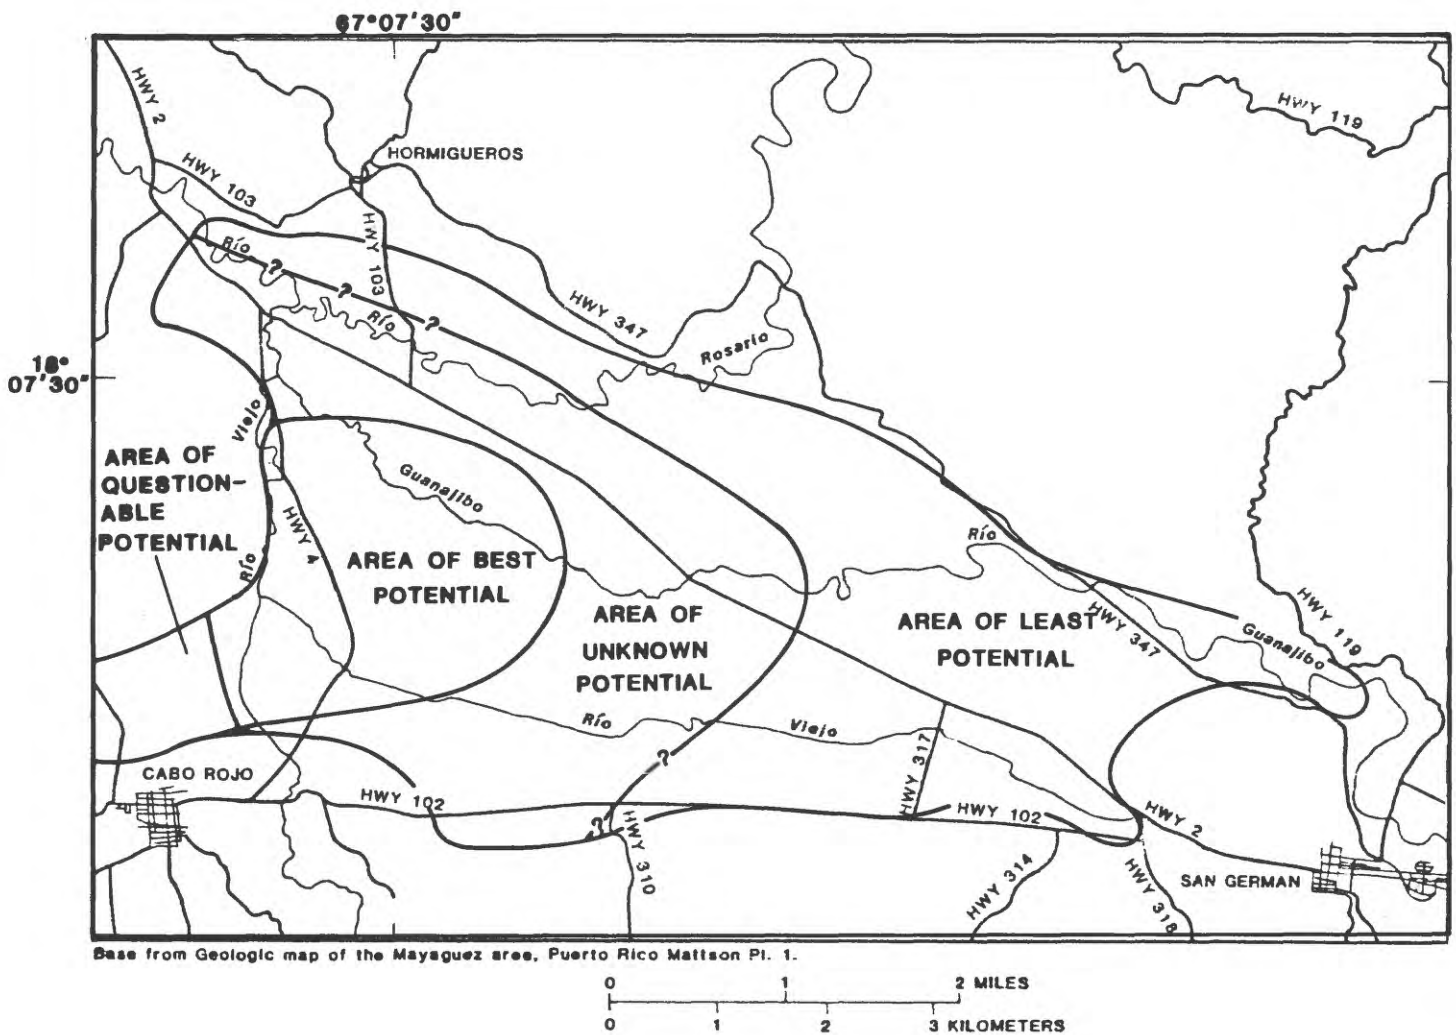 67°07'30"
HWY 2
HWY 119
HORMIGUEROS
HWY 103
HWY 103
Río
?
?
?
Río
HWY 347
Rosario
18°
07'30"
Viejo
AREA OF
QUESTION-
ABLE
POTENTIAL
Guanajibo
HWY 4
Río
AREA OF BEST
POTENTIAL
AREA OF
UNKNOWN
POTENTIAL
Río
AREA OF LEAST
POTENTIAL
HWY 347
Guanajibo
HWY 119
Río
Viejo
?
HWY 317
CABO ROJO
HWY 102
?
HWY 102
HWY 2
HWY 310
HWY 314
HWY 318
SAN GERMAN
Base from Geologic map of the Mayaguez area, Puerto Rico Mattson Pl. 1.
0 1 2 MILES
0 1 2 3 KILOMETERS